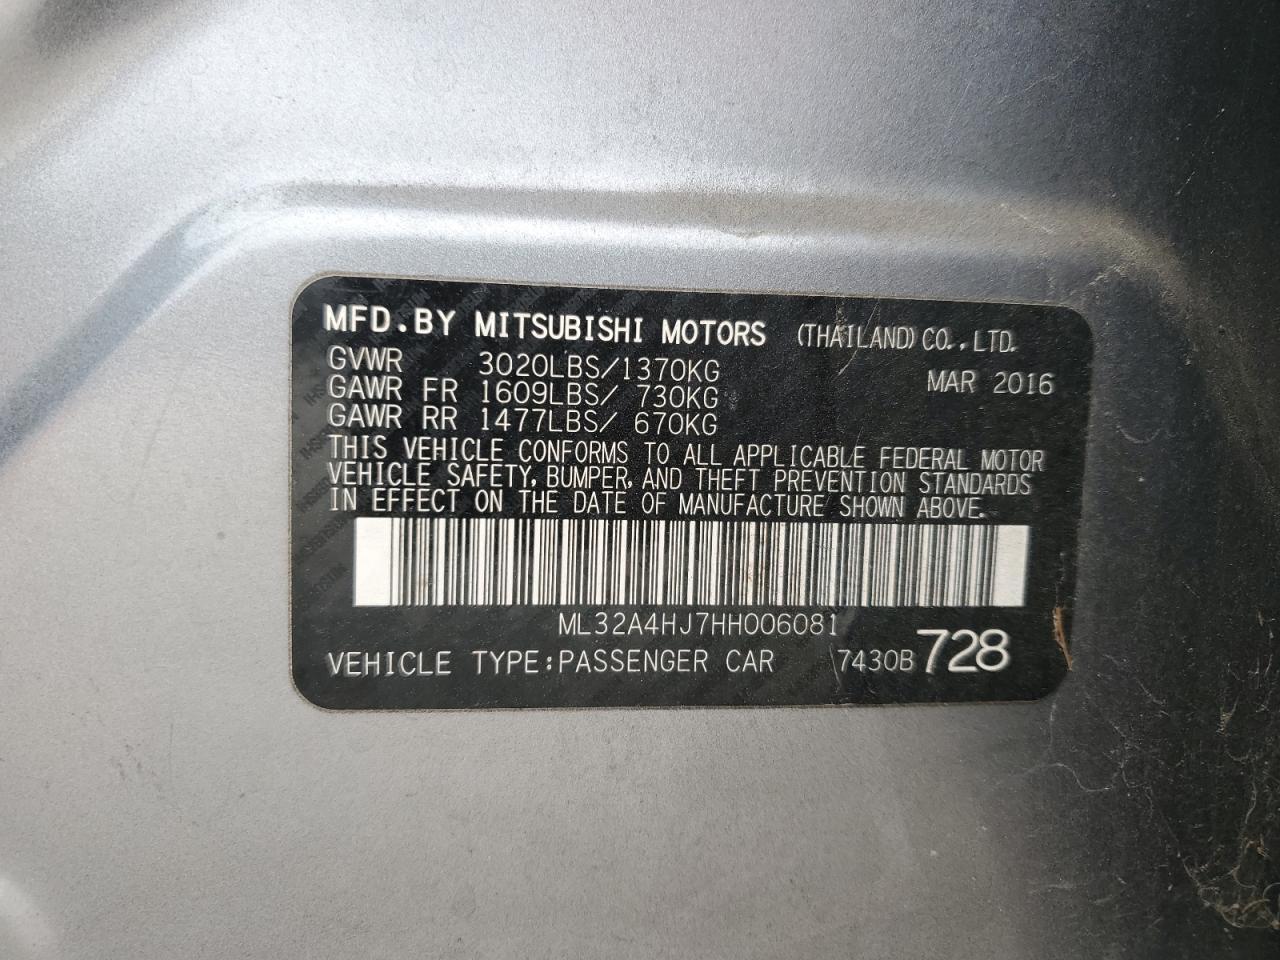 MFD.BY MITSUBISHI MOTORS (THAILAND) CO., LTD.
GVWR 3020LBS/1370KG MAR 2016
GAWR FR 1609LBS/ 730KG
GAWR RR 1477LBS/ 670KG
THIS VEHICLE CONFORMS TO ALL APPLICABLE FEDERAL MOTOR
VEHICLE SAFETY, BUMPER, AND THEFT PREVENTION STANDARDS
IN EFFECT ON THE DATE OF MANUFACTURE SHOWN ABOVE.
ML32A4HJ7HH006081
VEHICLE TYPE:PASSENGER CAR 7430B 728